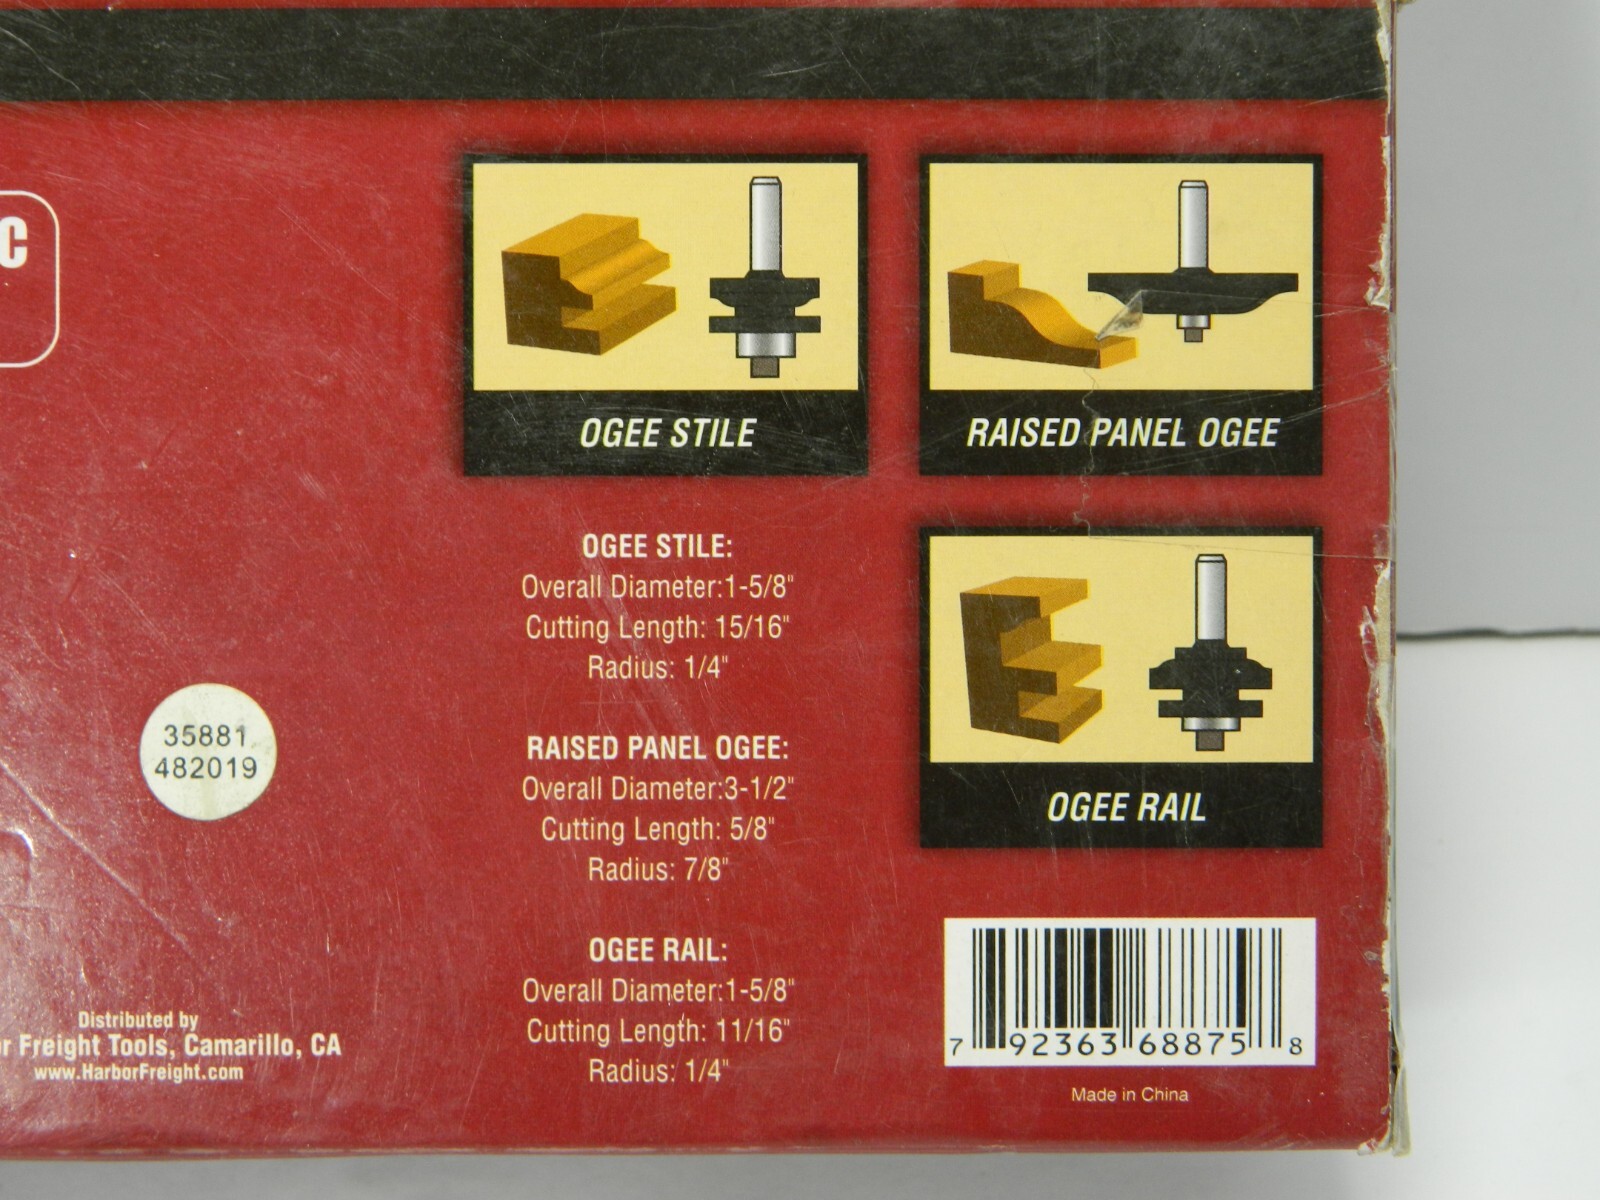 C
OGEE STILE
RAISED PANEL OGEE
OGEE STILE:
Overall Diameter:1-5/8"
Cutting Length: 15/16"
Radius: 1/4"
RAISED PANEL OGEE:
Overall Diameter:3-1/2"
Cutting Length: 5/8"
Radius: 7/8"
OGEE RAIL:
Overall Diameter:1-5/8"
Cutting Length: 11/16"
Radius: 1/4"
OGEE RAIL
35881
482019
Distributed by
r Freight Tools, Camarillo, CA
www.HarborFreight.com
7 92363 68875 8
Made in China